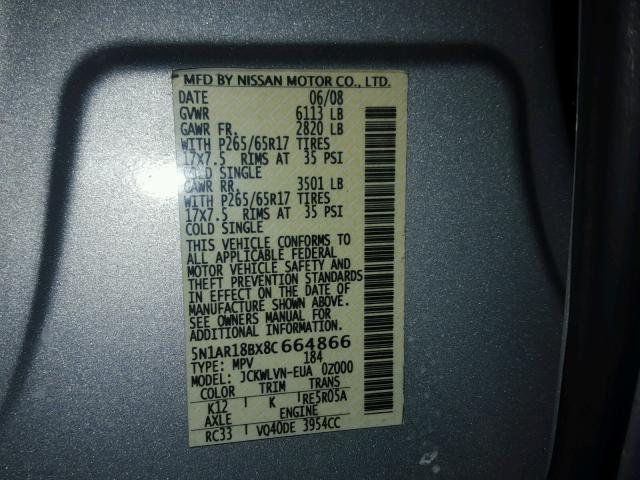 MFD BY NISSAN MOTOR CO., LTD.
DATE 06/08
GVWR 6113 LB
GAWR FR. 2820 LB
WITH P265/65R17 TIRES
17X7.5 RIMS AT 35 PSI
COLD SINGLE
GAWR RR. 3501 LB
WITH P265/65R17 TIRES
17X7.5 RIMS AT 35 PSI
COLD SINGLE
THIS VEHICLE CONFORMS TO
ALL APPLICABLE FEDERAL
MOTOR VEHICLE SAFETY AND
THEFT PREVENTION STANDARDS
IN EFFECT ON THE DATE OF
MANUFACTURE SHOWN ABOVE.
SEE OWNERS MANUAL FOR
ADDITIONAL INFORMATION.
5N1AR18BX8C664866
TYPE: MPV 184
MODEL: JCKWLVN-EUA 0Z000
COLOR TRIM TRANS
K12 K RE5R05A
AXLE ENGINE
RC33 VQ40DE 3954CC